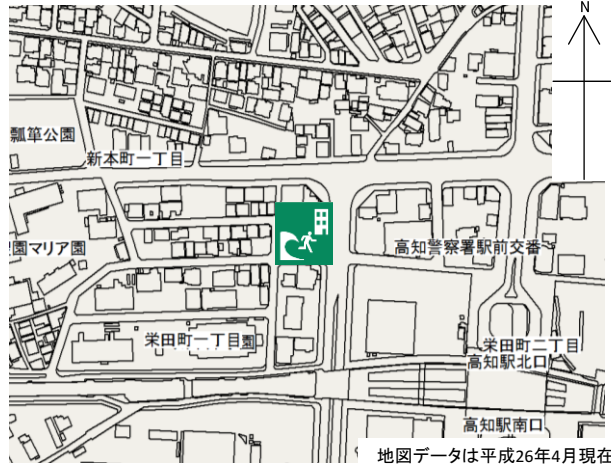 N
瓢箪公園
新本町一丁目
園マリア園
高知警察署駅前交番
栄田町一丁目園
栄田町二丁目
高知駅北口
高知駅南口
地図データは平成26年4月現在